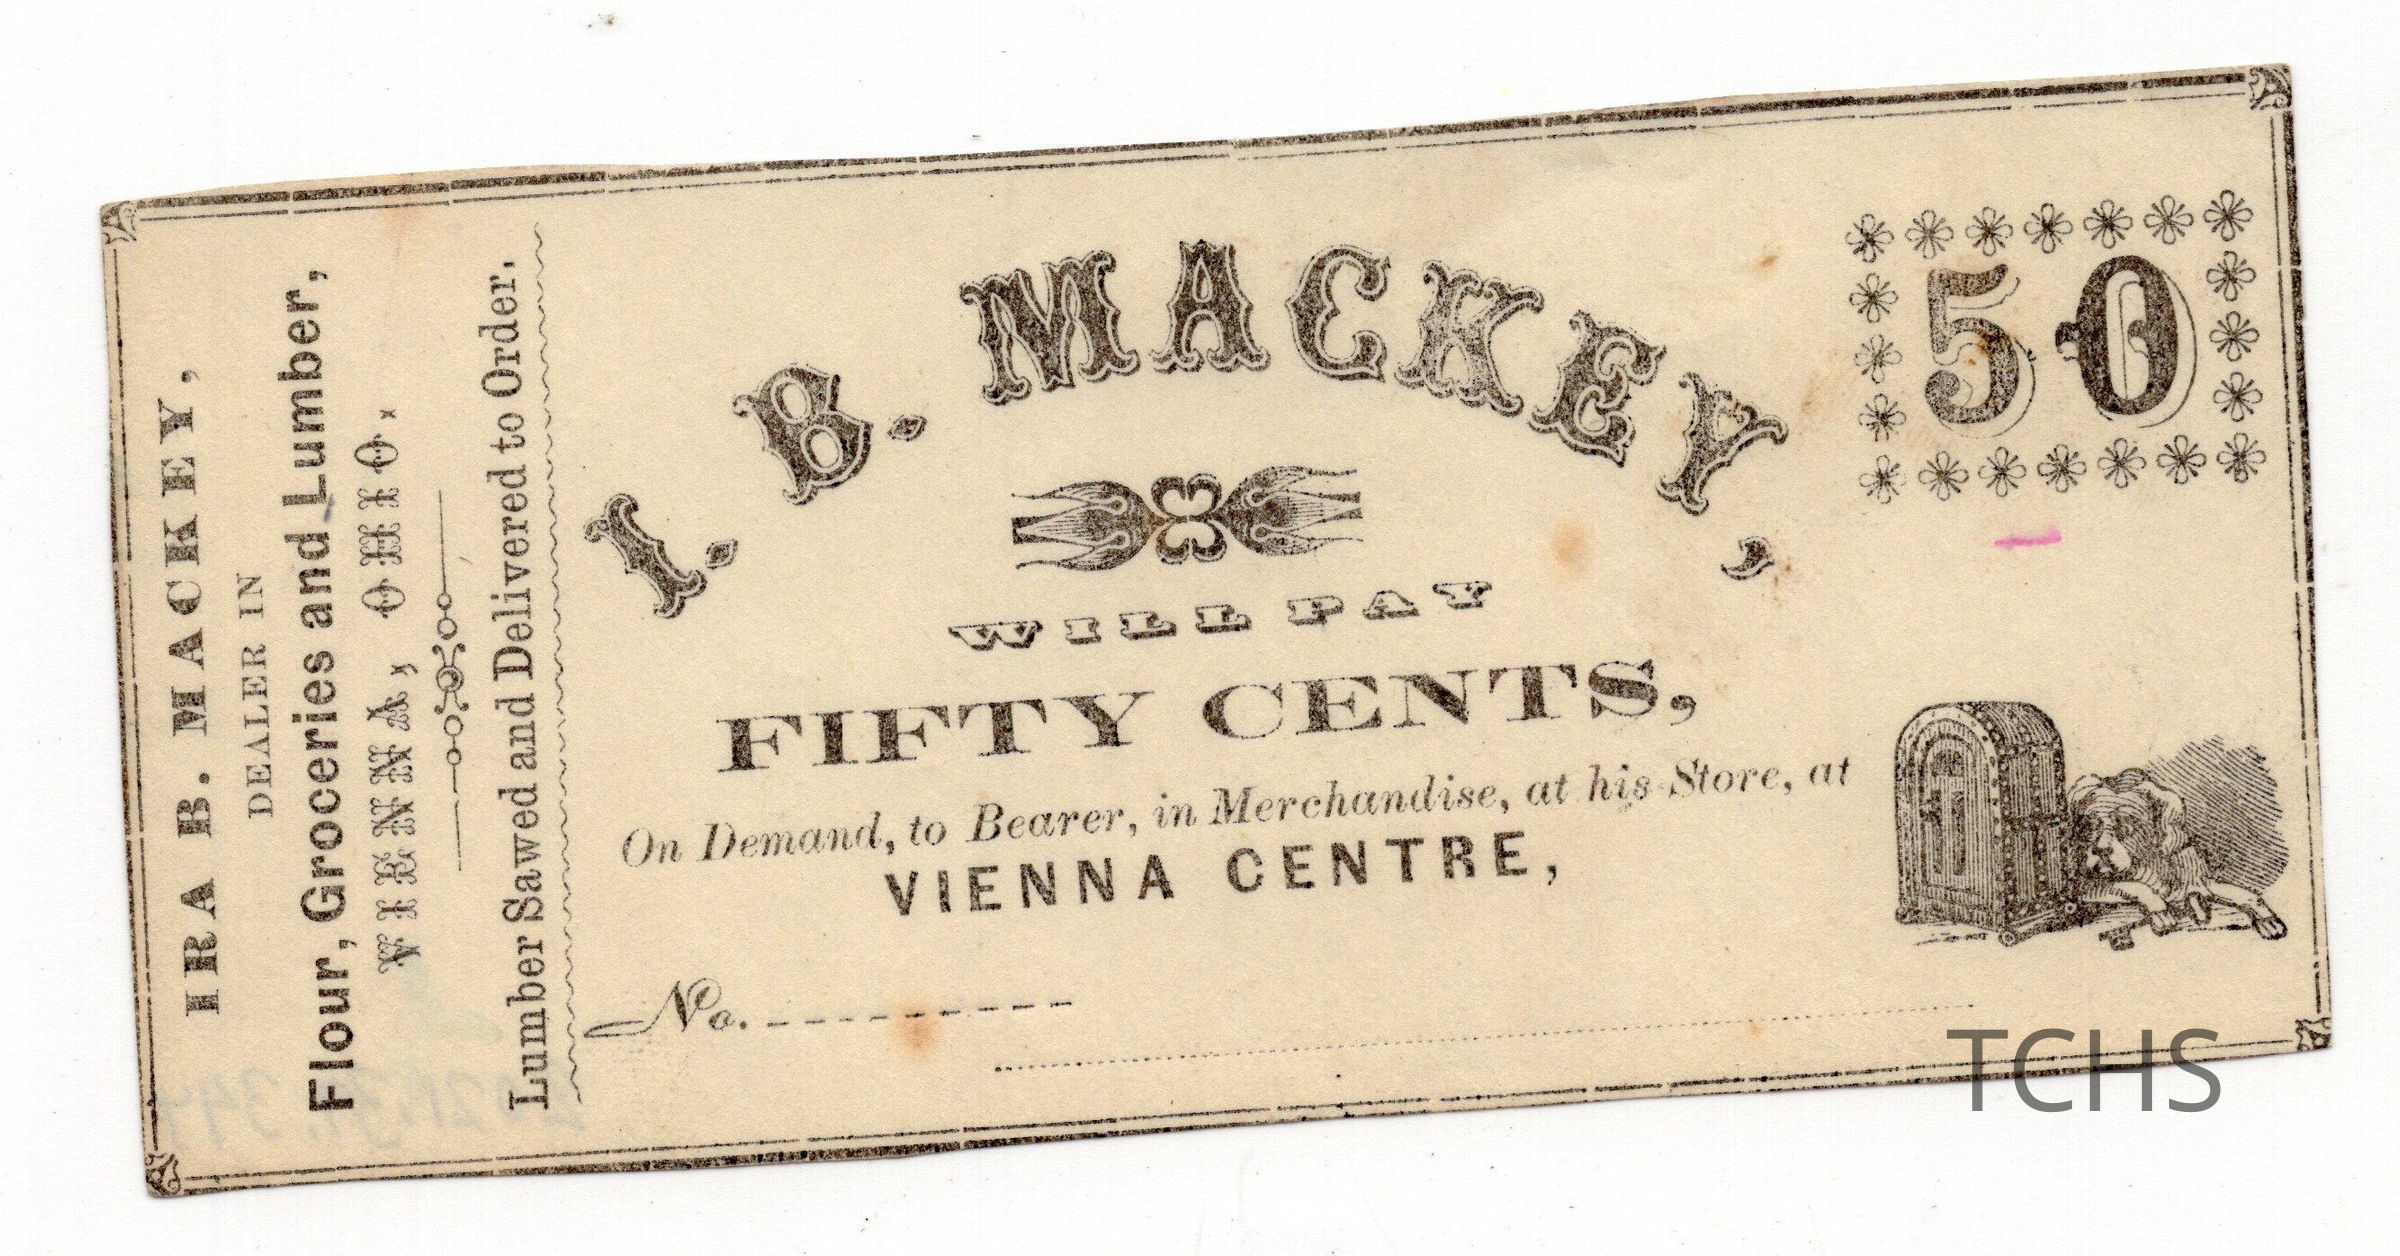 IRA B. MACKEY,
DEALER IN
Flour, Groceries and Lumber,
VIENNA, OHIO.
Lumber Sawed and Delivered to Order.
I. B. MACKEY,
50
WILL PAY
FIFTY CENTS,
On Demand, to Bearer, in Merchandise, at his Store, at
VIENNA CENTRE,
No.
TCHS